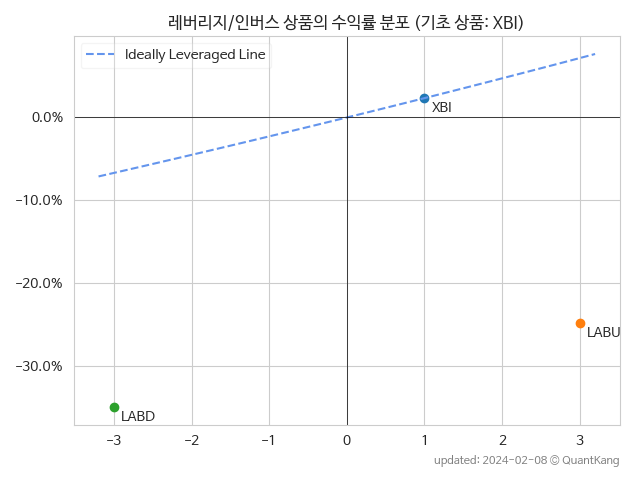 레버리지/인버스 상품의 수익률 분포 (기초 상품: XBI)
Ideally Leveraged Line
XBI
LABU
LABD
0.0%
−10.0%
−20.0%
−30.0%
−3 −2 −1 0 1 2 3
updated: 2024-02-08 © QuantKang